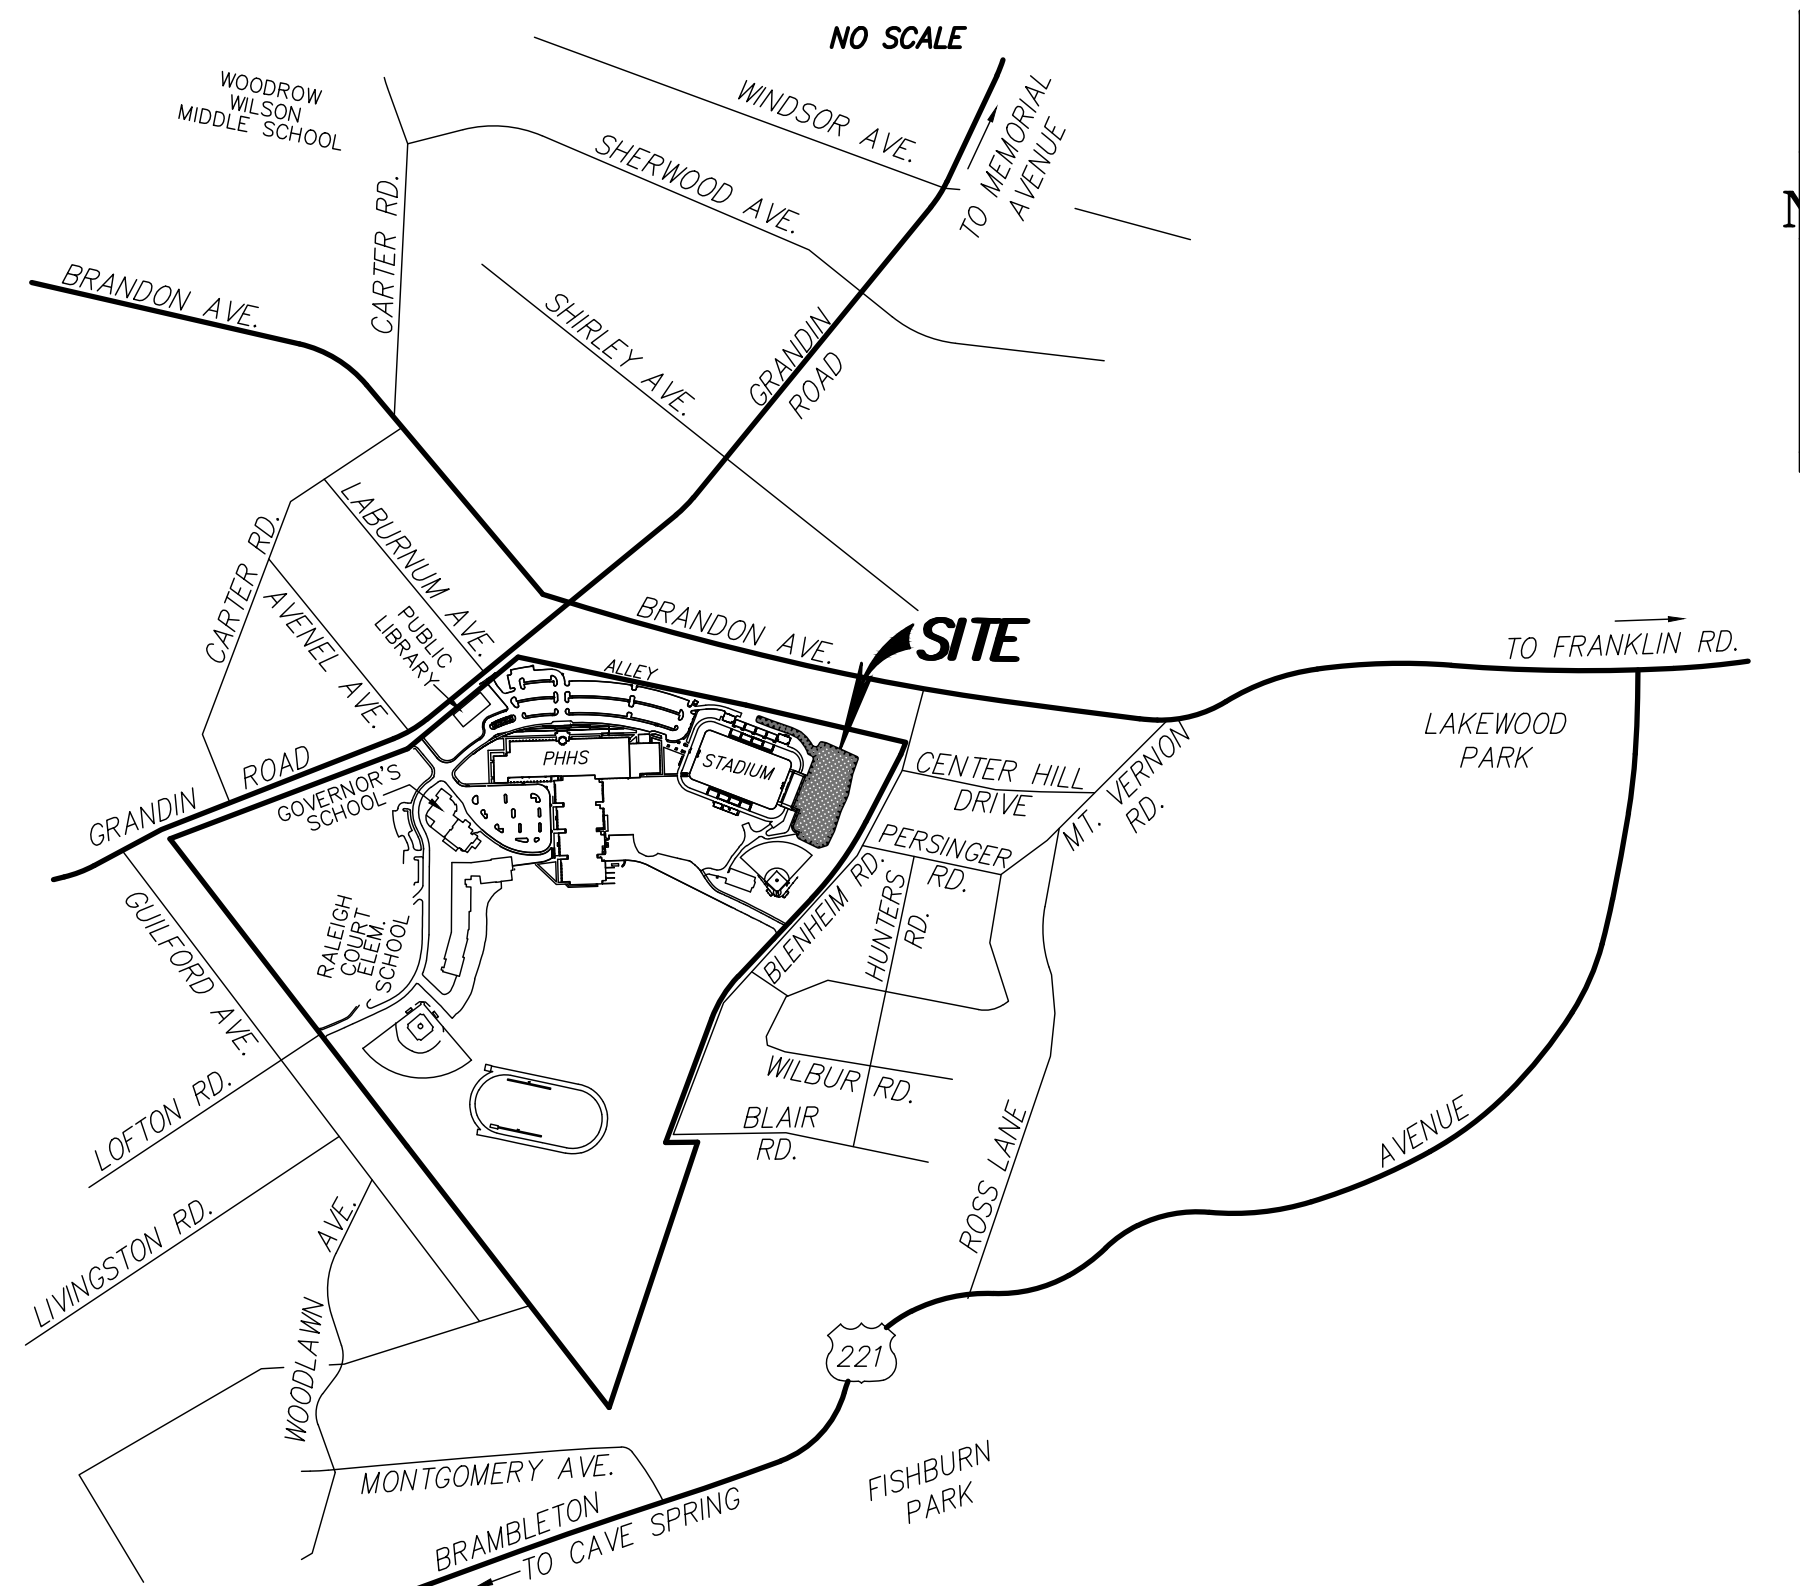 NO SCALE
WOODROW
WILSON
MIDDLE SCHOOL
WINDSOR AVE.
TO MEMORIAL
AVENUE
SHERWOOD AVE.
CARTER RD.
N
BRANDON AVE.
SHIRLEY AVE.
GRANDIN
ROAD
LABURNUM AVE.
CARTER RD.
AVENEL AVE.
PUBLIC
LIBRARY
BRANDON AVE.
SITE
TO FRANKLIN RD.
ALLEY
LAKEWOOD
PARK
PHHS
STADIUM
GRANDIN ROAD
GOVERNOR'S
SCHOOL
CENTER HILL
DRIVE
MT. VERNON
RD.
PERSINGER
RD.
BLENHEIM RD.
HUNTERS
RD.
GUILFORD AVE.
RALEIGH
COURT
ELEM.
SCHOOL
WILBUR RD.
BLAIR
RD.
LOFTON RD.
ROSS LANE
AVENUE
LIVINGSTON RD.
WOODLAWN AVE.
221
MONTGOMERY AVE.
FISHBURN
PARK
BRAMBLETON
TO CAVE SPRING